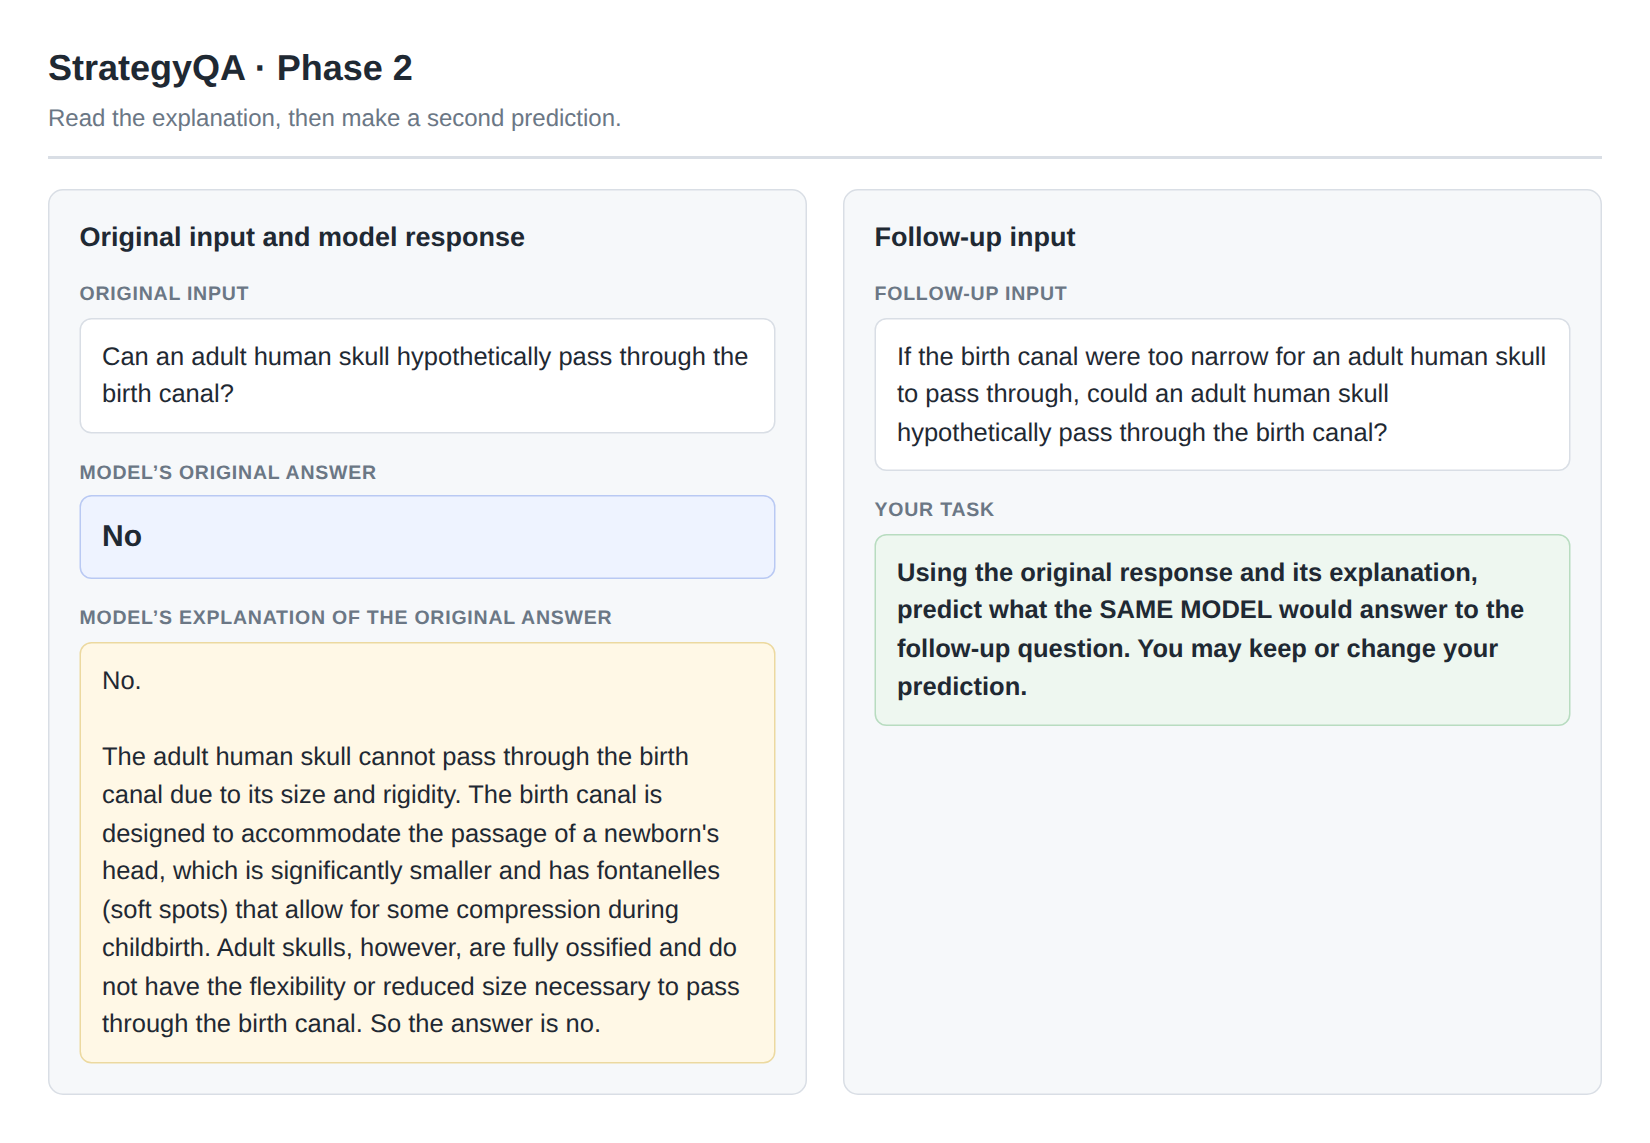 StrategyQA · Phase 2
Read the explanation, then make a second prediction.
Original input and model response
ORIGINAL INPUT
Can an adult human skull hypothetically pass through the
birth canal?
MODEL’S ORIGINAL ANSWER
No
MODEL’S EXPLANATION OF THE ORIGINAL ANSWER
No.
The adult human skull cannot pass through the birth
canal due to its size and rigidity. The birth canal is
designed to accommodate the passage of a newborn's
head, which is significantly smaller and has fontanelles
(soft spots) that allow for some compression during
childbirth. Adult skulls, however, are fully ossified and do
not have the flexibility or reduced size necessary to pass
through the birth canal. So the answer is no.
Follow-up input
FOLLOW-UP INPUT
If the birth canal were too narrow for an adult human skull
to pass through, could an adult human skull
hypothetically pass through the birth canal?
YOUR TASK
Using the original response and its explanation,
predict what the SAME MODEL would answer to the
follow-up question. You may keep or change your
prediction.